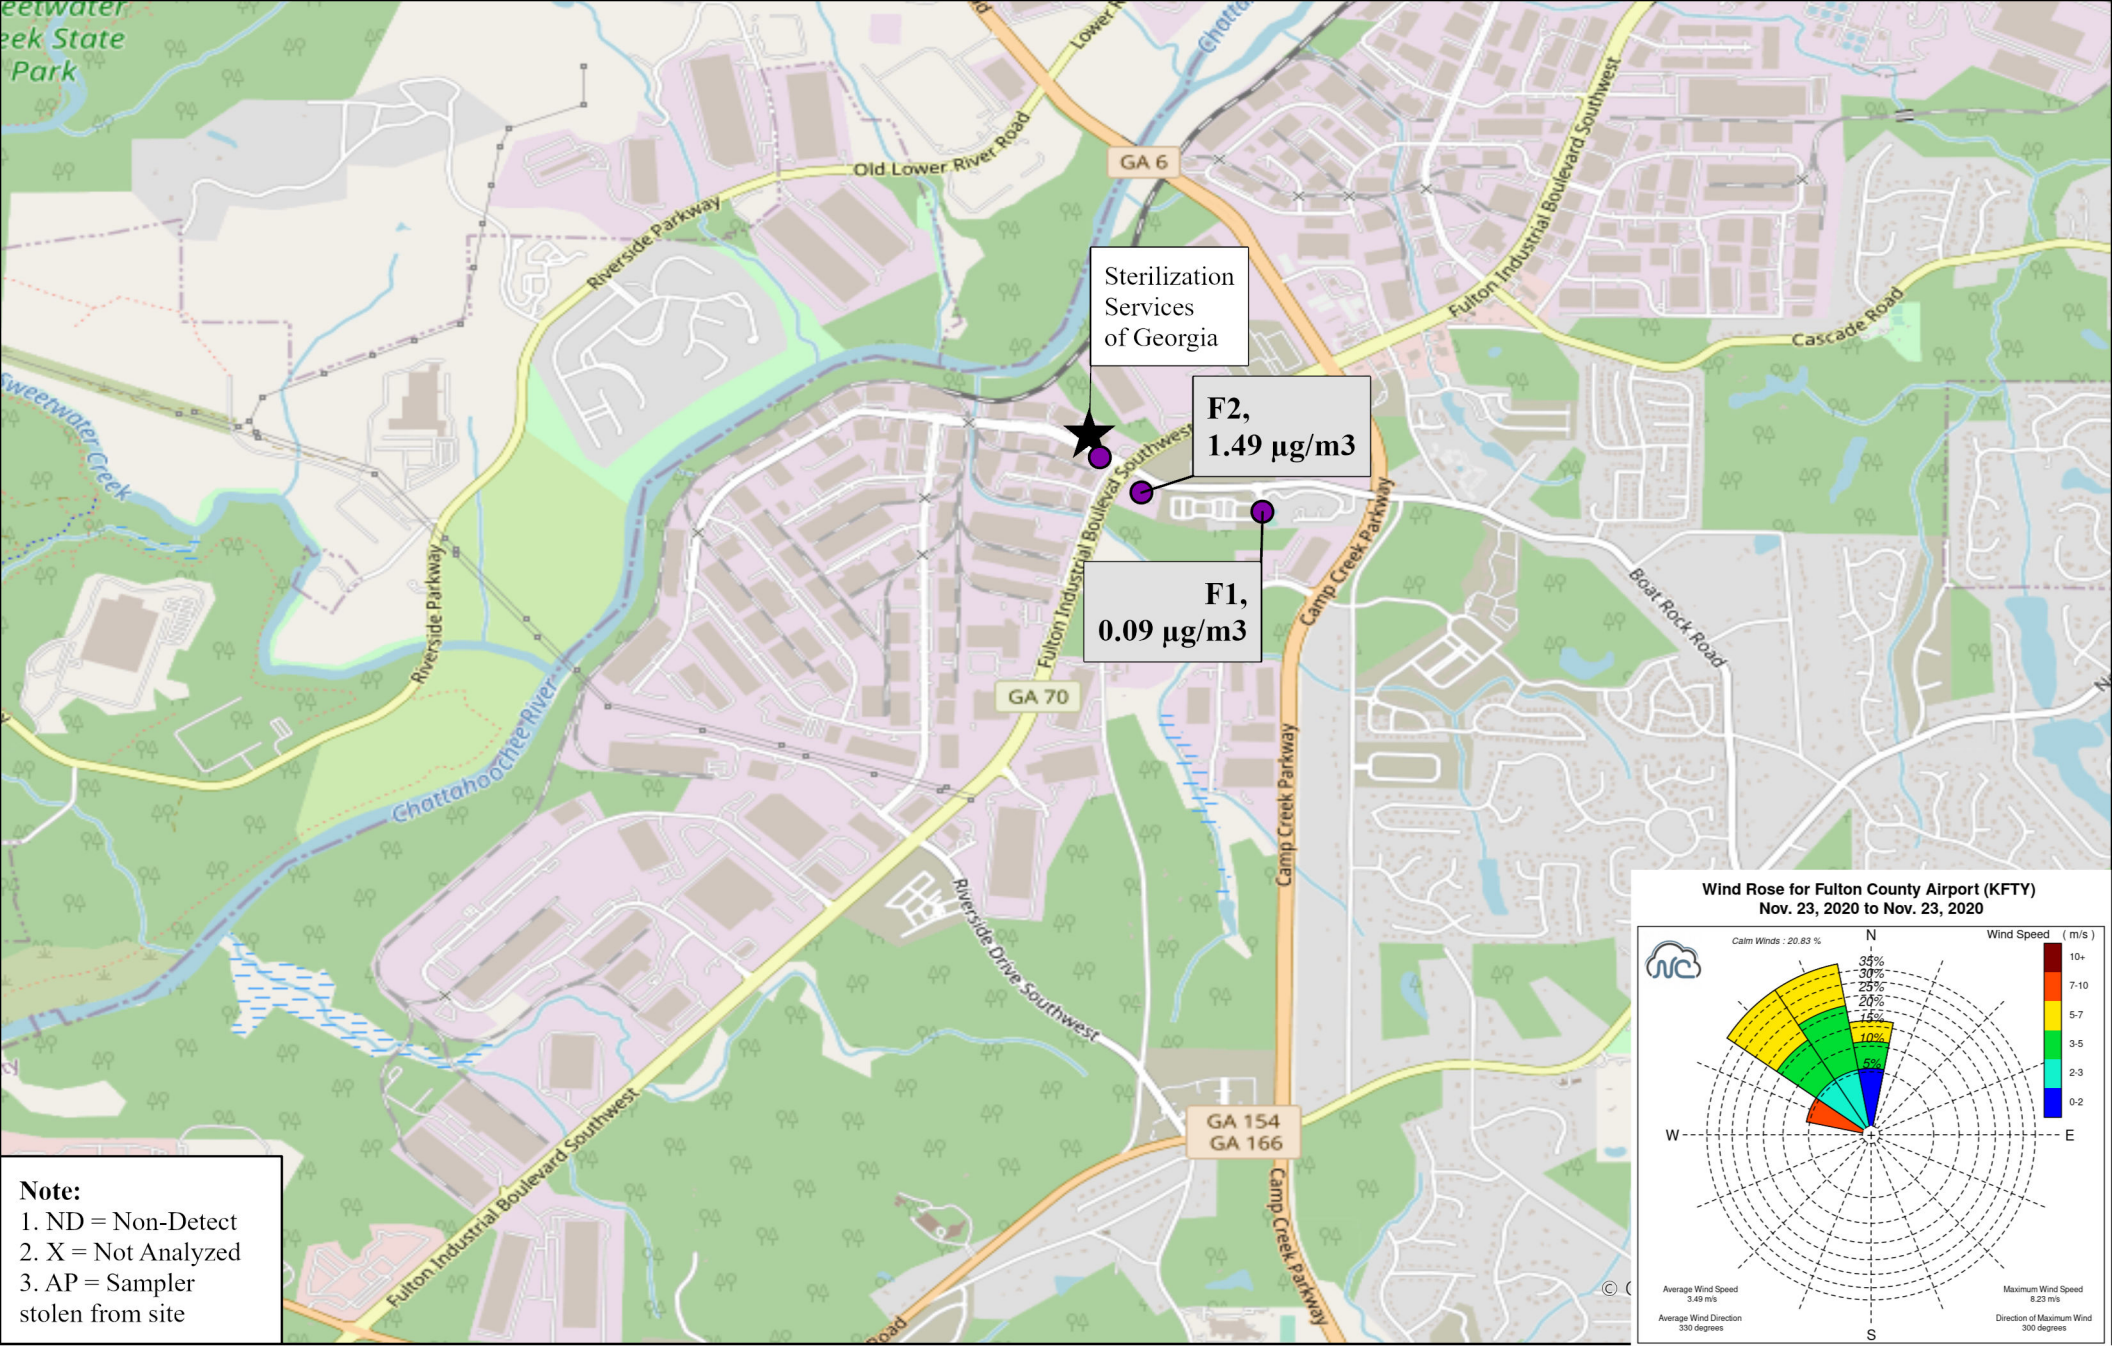 eetwater
eek State
Park
Lower R
Chatta
GA 6
Old Lower River Road
Riverside Parkway
Fulton Industrial Boulevard Southwest
Cascade Road
Sterilization
Services
of Georgia
F2,
1.49 µg/m3
F1,
0.09 µg/m3
Sweetwater Creek
Riverside Parkway
Chattahoochee River
Fulton Industrial Boulevard Southwest
GA 70
Camp Creek Parkway
Boat Rock Road
Camp Creek Parkway
Riverside Drive Southwest
GA 154
GA 166
Camp Creek Parkway
Fulton Industrial Boulevard Southwest
Road
©
Note:
1. ND = Non-Detect
2. X = Not Analyzed
3. AP = Sampler
stolen from site
Wind Rose for Fulton County Airport (KFTY)
Nov. 23, 2020 to Nov. 23, 2020
NC
Calm Winds : 20.83 %
N
Wind Speed ( m/s )
35%
30%
25%
20%
15%
10%
5%
10+
7-10
5-7
3-5
2-3
0-2
W
E
S
Average Wind Speed
3.49 m/s
Average Wind Direction
330 degrees
Maximum Wind Speed
8.23 m/s
Direction of Maximum Wind
300 degrees